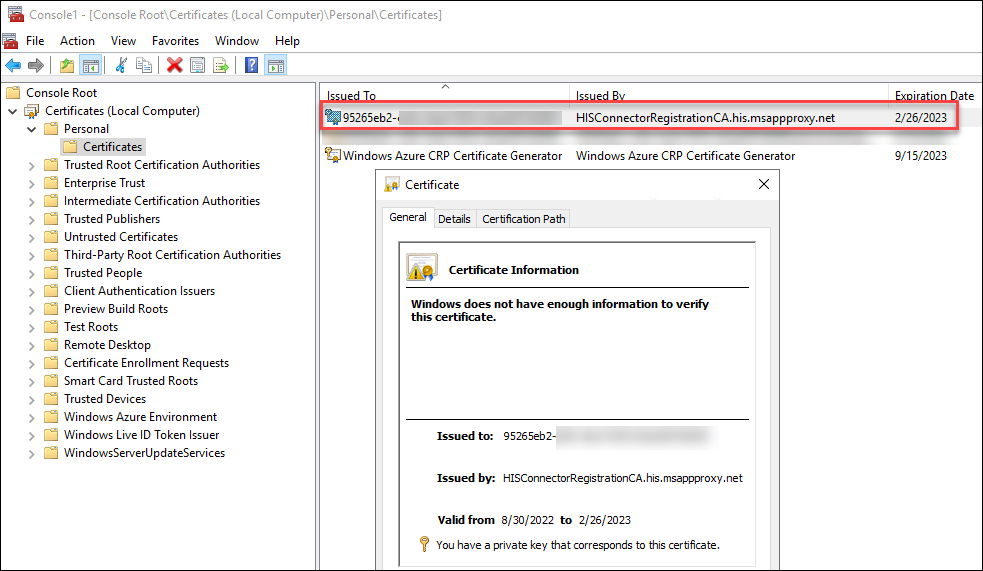 Console1 - [Console Root\Certificates (Local Computer)\Personal\Certificates]
File Action View Favorites Window Help
Console Root
Certificates (Local Computer)
Personal
Certificates
Trusted Root Certification Authorities
Enterprise Trust
Intermediate Certification Authorities
Trusted Publishers
Untrusted Certificates
Third-Party Root Certification Authorities
Trusted People
Client Authentication Issuers
Preview Build Roots
Test Roots
Remote Desktop
Certificate Enrollment Requests
Smart Card Trusted Roots
Trusted Devices
Windows Azure Environment
Windows Live ID Token Issuer
WindowsServerUpdateServices
Issued To Issued By Expiration Date
95265eb2- HISConnectorRegistrationCA.his.msappproxy.net 2/26/2023
Windows Azure CRP Certificate Generator Windows Azure CRP Certificate Generator 9/15/2023
Certificate
General Details Certification Path
Certificate Information
Windows does not have enough information to verify
this certificate.
Issued to: 95265eb2-
Issued by: HISConnectorRegistrationCA.his.msappproxy.net
Valid from 8/30/2022 to 2/26/2023
You have a private key that corresponds to this certificate.